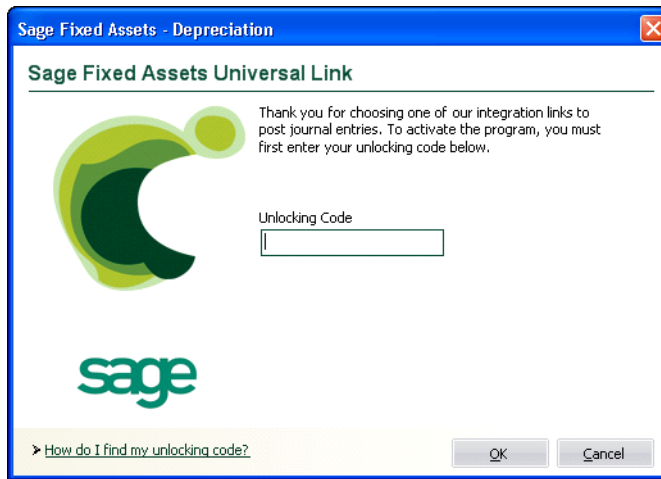 Sage Fixed Assets - Depreciation
Sage Fixed Assets Universal Link
Thank you for choosing one of our integration links to
post journal entries. To activate the program, you must
first enter your unlocking code below.
Unlocking Code
sage
How do I find my unlocking code?
OK
Cancel